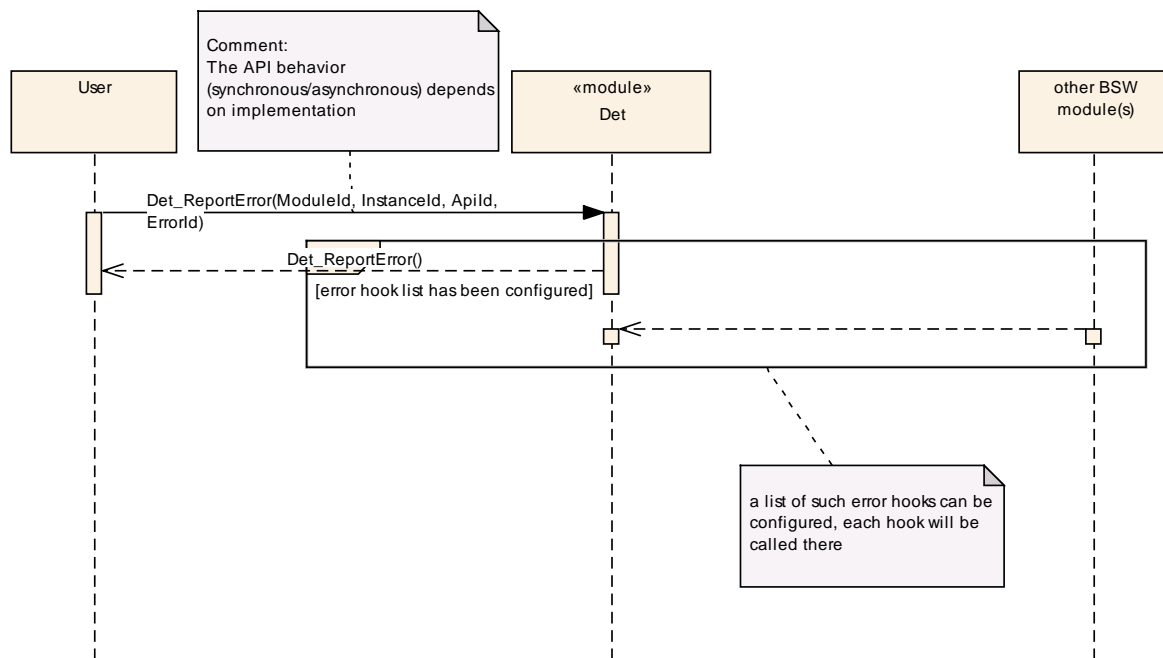 Comment:
The API behavior
(synchronous/asynchronous) depends
on implementation
User
«module»
Det
other BSW
module(s)
Det_ReportError(ModuleId, InstanceId, ApiId,
ErrorId)
Det_ReportError()
[error hook list has been configured]
a list of such error hooks can be
configured, each hook will be
called there